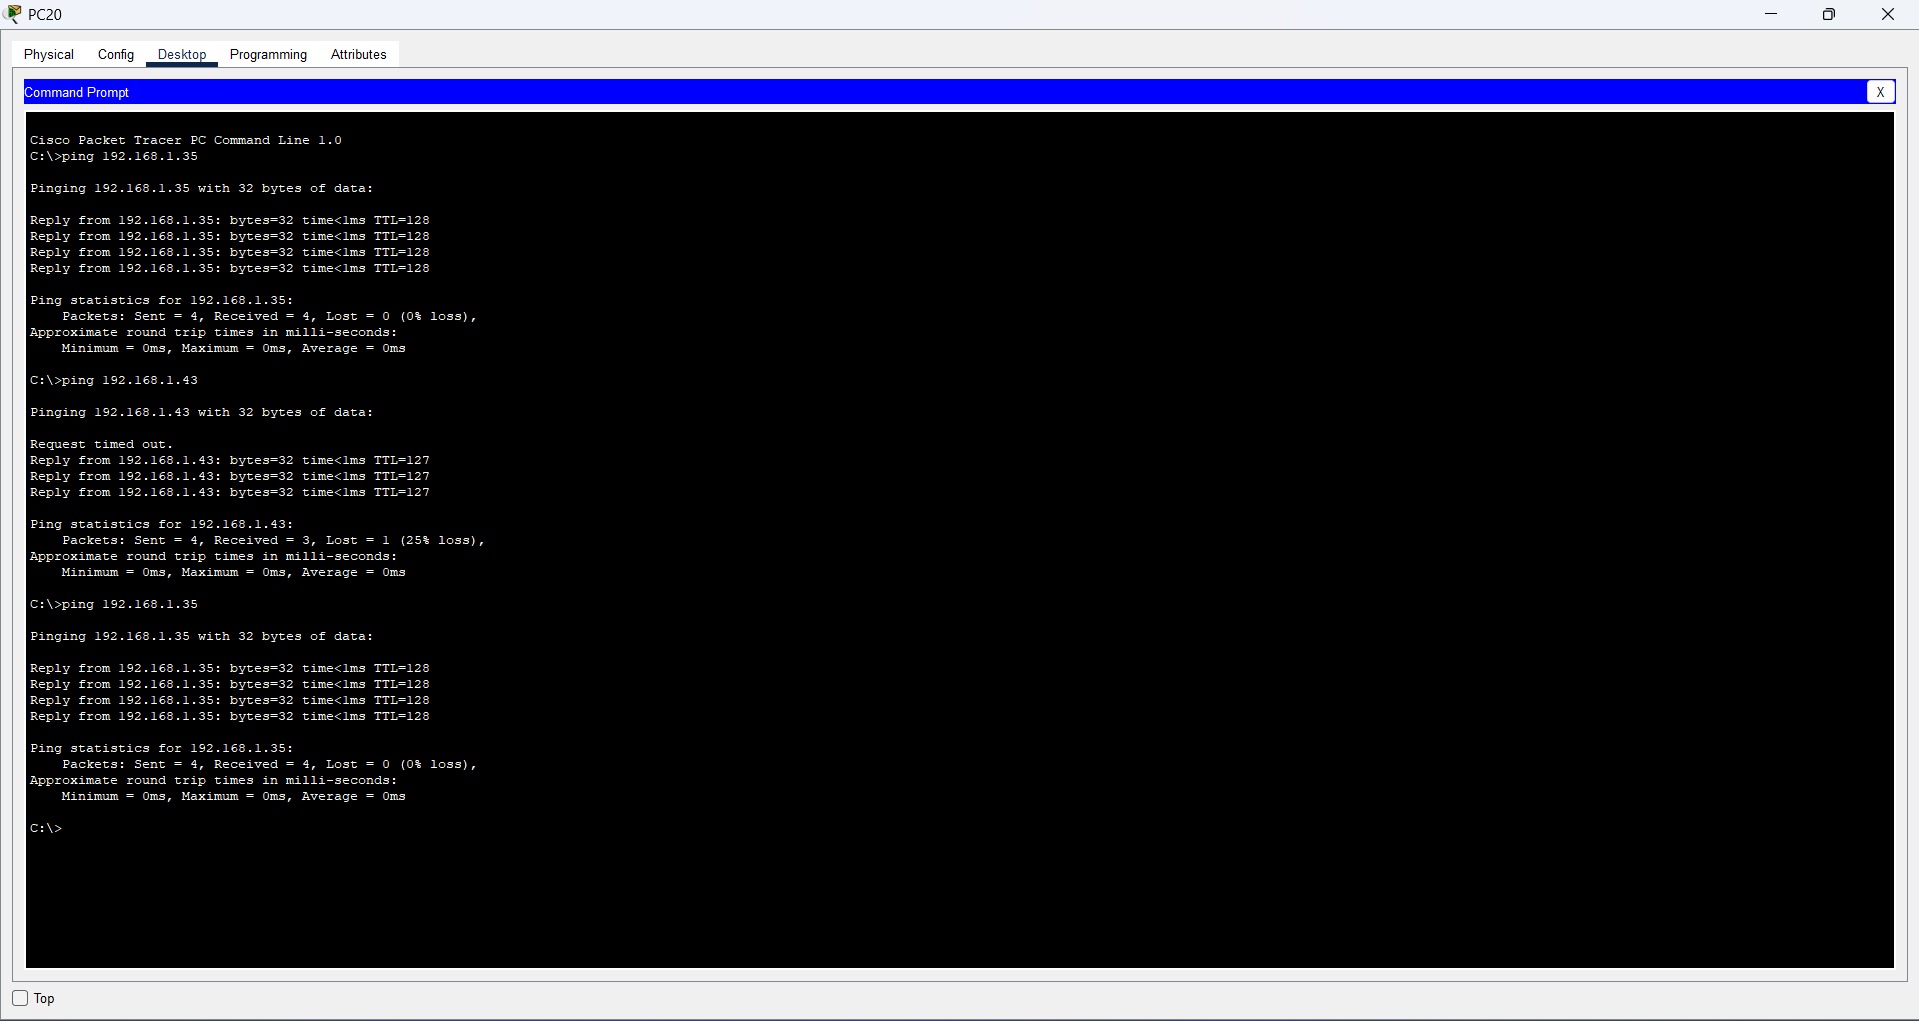 PC20
Physical Config Desktop Programming Attributes
Command Prompt X
Cisco Packet Tracer PC Command Line 1.0
C:\>ping 192.168.1.35
Pinging 192.168.1.35 with 32 bytes of data:
Reply from 192.168.1.35: bytes=32 time<1ms TTL=128
Reply from 192.168.1.35: bytes=32 time<1ms TTL=128
Reply from 192.168.1.35: bytes=32 time<1ms TTL=128
Reply from 192.168.1.35: bytes=32 time<1ms TTL=128
Ping statistics for 192.168.1.35:
Packets: Sent = 4, Received = 4, Lost = 0 (0% loss),
Approximate round trip times in milli-seconds:
Minimum = 0ms, Maximum = 0ms, Average = 0ms
C:\>ping 192.168.1.43
Pinging 192.168.1.43 with 32 bytes of data:
Request timed out.
Reply from 192.168.1.43: bytes=32 time<1ms TTL=127
Reply from 192.168.1.43: bytes=32 time<1ms TTL=127
Reply from 192.168.1.43: bytes=32 time<1ms TTL=127
Ping statistics for 192.168.1.43:
Packets: Sent = 4, Received = 3, Lost = 1 (25% loss),
Approximate round trip times in milli-seconds:
Minimum = 0ms, Maximum = 0ms, Average = 0ms
C:\>ping 192.168.1.35
Pinging 192.168.1.35 with 32 bytes of data:
Reply from 192.168.1.35: bytes=32 time<1ms TTL=128
Reply from 192.168.1.35: bytes=32 time<1ms TTL=128
Reply from 192.168.1.35: bytes=32 time<1ms TTL=128
Reply from 192.168.1.35: bytes=32 time<1ms TTL=128
Ping statistics for 192.168.1.35:
Packets: Sent = 4, Received = 4, Lost = 0 (0% loss),
Approximate round trip times in milli-seconds:
Minimum = 0ms, Maximum = 0ms, Average = 0ms
C:\>
Top